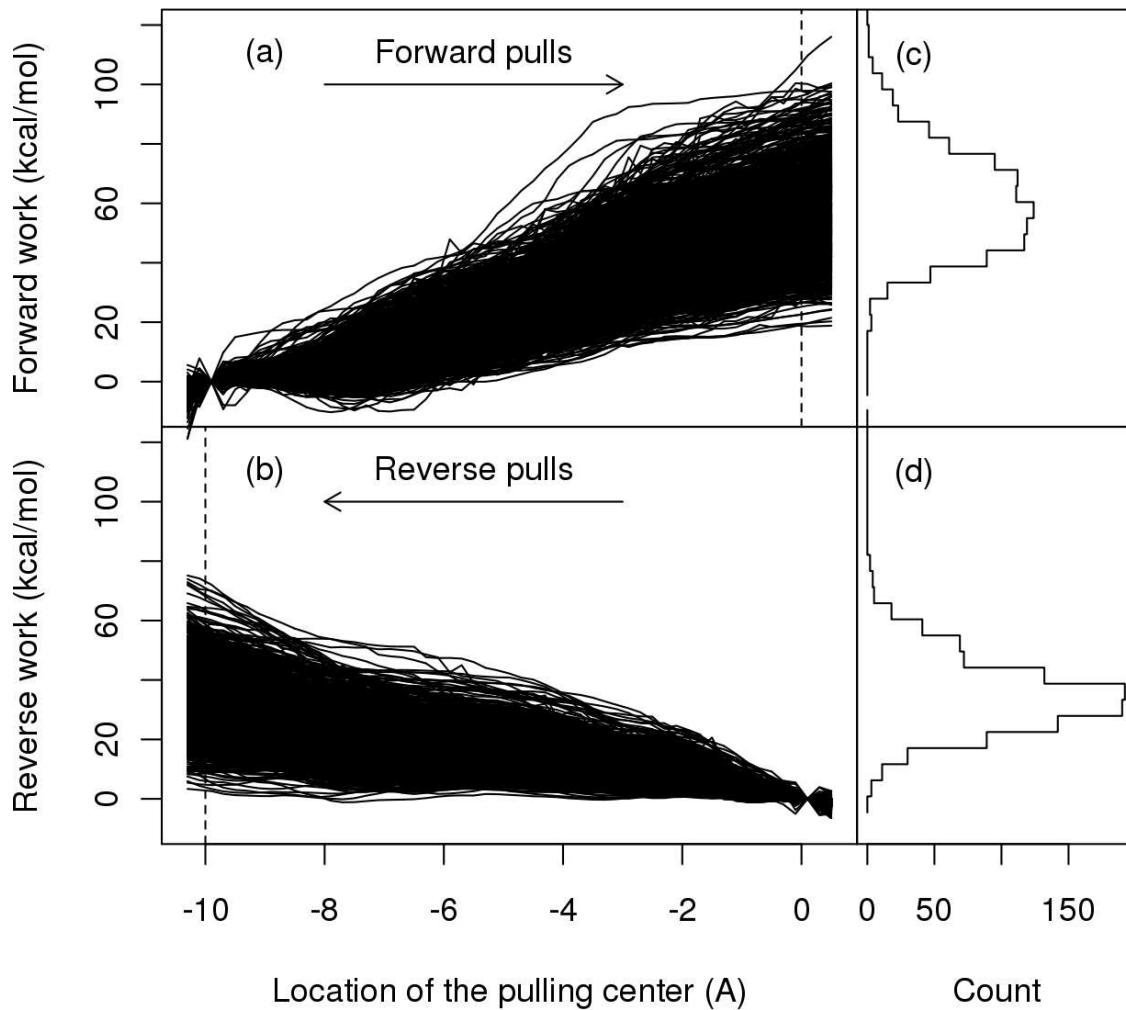 (a) Forward pulls (c)
Forward work (kcal/mol)
100
60
20
0
(b) Reverse pulls (d)
Reverse work (kcal/mol)
100
60
20
0
-10 -8 -6 -4 -2 0 0 50 150
Location of the pulling center (A) Count